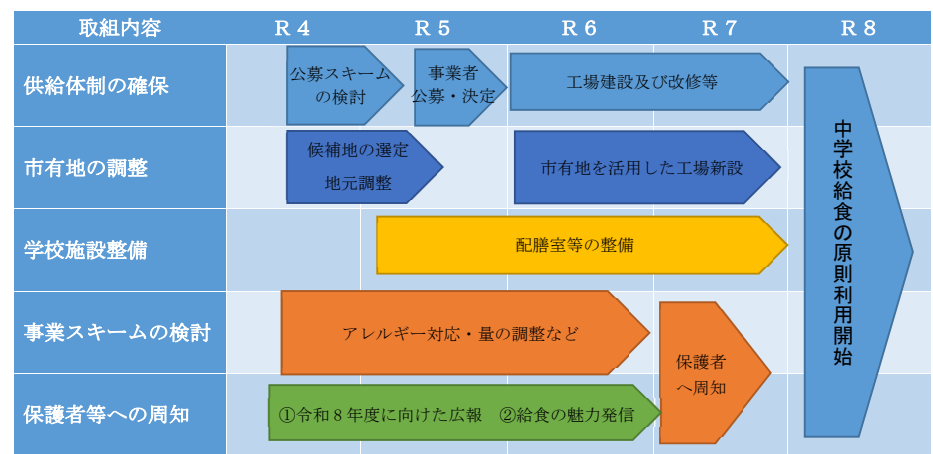 取組内容 R4 R5 R6 R7 R8
供給体制の確保
公募スキーム
の検討
事業者
公募・決定
工場建設及び改修等
市有地の調整
候補地の選定
地元調整
市有地を活用した工場新設
学校施設整備
配膳室等の整備
事業スキームの検討
アレルギー対応・量の調整など
保護者
へ周知
保護者等への周知
①令和8年度に向けた広報 ②給食の魅力発信
中学校給食の原則利用開始